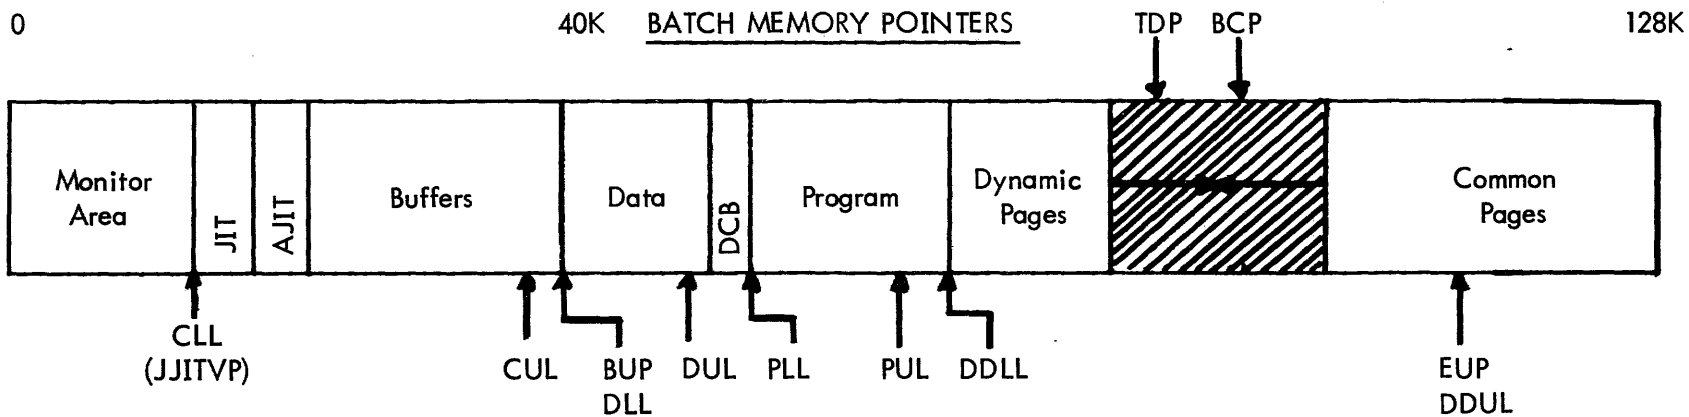 0 40K BATCH MEMORY POINTERS TDP BCP 128K
Monitor
Area
JIT
AJIT
Buffers
Data
DCB
Program
Dynamic
Pages
Common
Pages
CLL
(JJITVP)
CUL
BUP
DLL
DUL
PLL
PUL
DDLL
EUP
DDUL